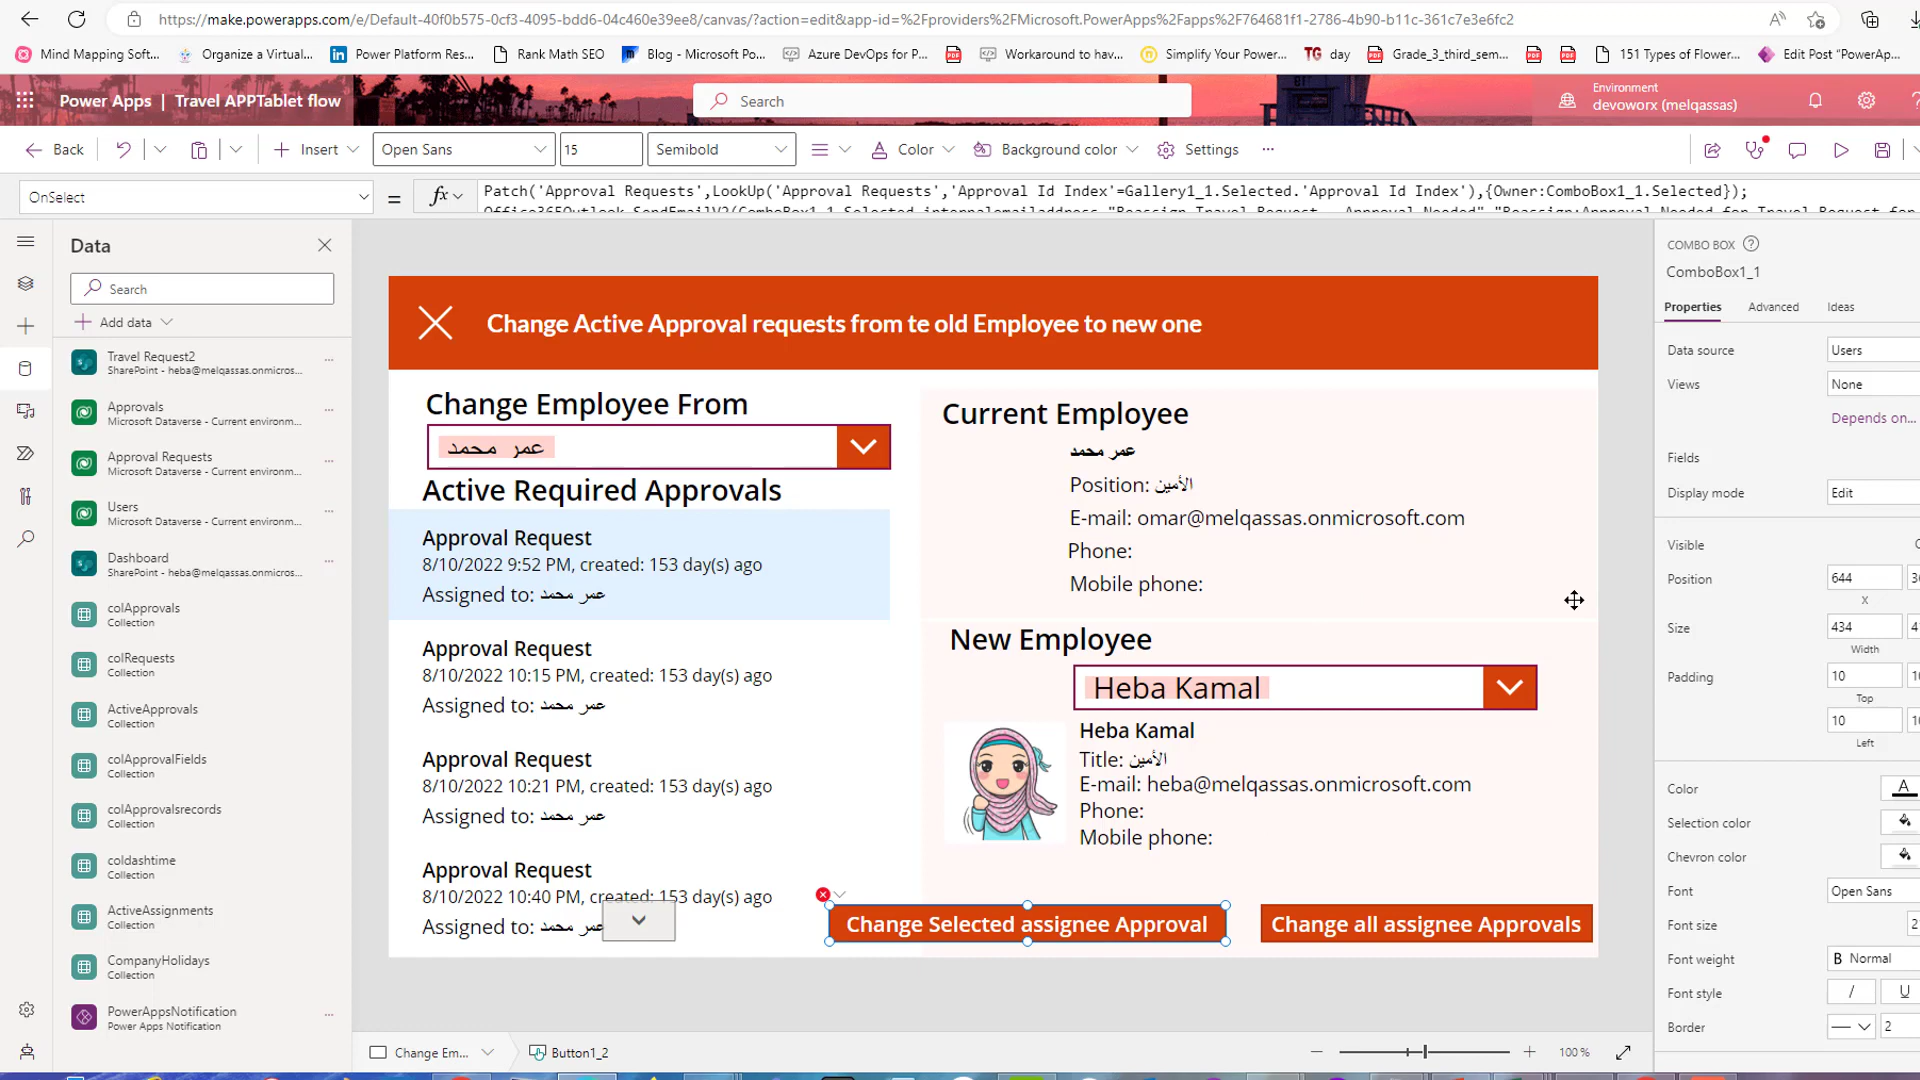 https://make.powerapps.com/e/Default-40f0b575-0cf3-4095-bdd6-04c460e39ee8/canvas/?action=edit&app-id=%2Fproviders%2FMicrosoft.PowerApps%2Fapps%2F764681f1-2786-4b90-b11c-361c7e3e6fc2
Mind Mapping Soft... Organize a Virtual... Power Platform Res... Rank Math SEO Blog - Microsoft Po... Azure DevOps for P... Workaround to hav... Simplify Your Power... TG day Grade_3_third_sem... 151 Types of Flower... Edit Post “PowerAp...
Power Apps | Travel APPTablet flow
Search
Environment
devoworx (melqassas)
Back Insert Open Sans 15 Semibold Color Background color Settings ...
OnSelect = fx Patch('Approval Requests',LookUp('Approval Requests','Approval Id Index'=Gallery1_1.Selected.'Approval Id Index'),{Owner:ComboBox1_1.Selected});
Data
Search
Add data
Travel Request2
SharePoint - heba@melqassas.onmicros...
Approvals
Microsoft Dataverse - Current environm...
Approval Requests
Microsoft Dataverse - Current environm...
Users
Microsoft Dataverse - Current environm...
Dashboard
SharePoint - heba@melqassas.onmicros...
colApprovals
Collection
colRequests
Collection
ActiveApprovals
Collection
colApprovalFields
Collection
colApprovalsrecords
Collection
coldashtime
Collection
ActiveAssignments
Collection
CompanyHolidays
Collection
PowerAppsNotification
Power Apps Notification
Change Active Approval requests from te old Employee to new one
Change Employee From
عمر محمد
Active Required Approvals
Approval Request
8/10/2022 9:52 PM, created: 153 day(s) ago
Assigned to: عمر محمد
Approval Request
8/10/2022 10:15 PM, created: 153 day(s) ago
Assigned to: عمر محمد
Approval Request
8/10/2022 10:21 PM, created: 153 day(s) ago
Assigned to: عمر محمد
Approval Request
8/10/2022 10:40 PM, created: 153 day(s) ago
Assigned to: عمر محمد
Current Employee
عمر محمد
Position: الأمين
E-mail: omar@melqassas.onmicrosoft.com
Phone:
Mobile phone:
New Employee
Heba Kamal
Heba Kamal
Title: الأمين
E-mail: heba@melqassas.onmicrosoft.com
Phone:
Mobile phone:
Change Selected assignee Approval
Change all assignee Approvals
Change Em... Button1_2
100 %
COMBO BOX
ComboBox1_1
Properties Advanced Ideas
Data source Users
Views None
Depends on...
Fields
Display mode Edit
Visible
Position 644
X
Size 434
Width
Padding 10
Top
10
Left
Color A
Selection color
Chevron color
Font Open Sans
Font size
Font weight B Normal
Font style / U
Border 2